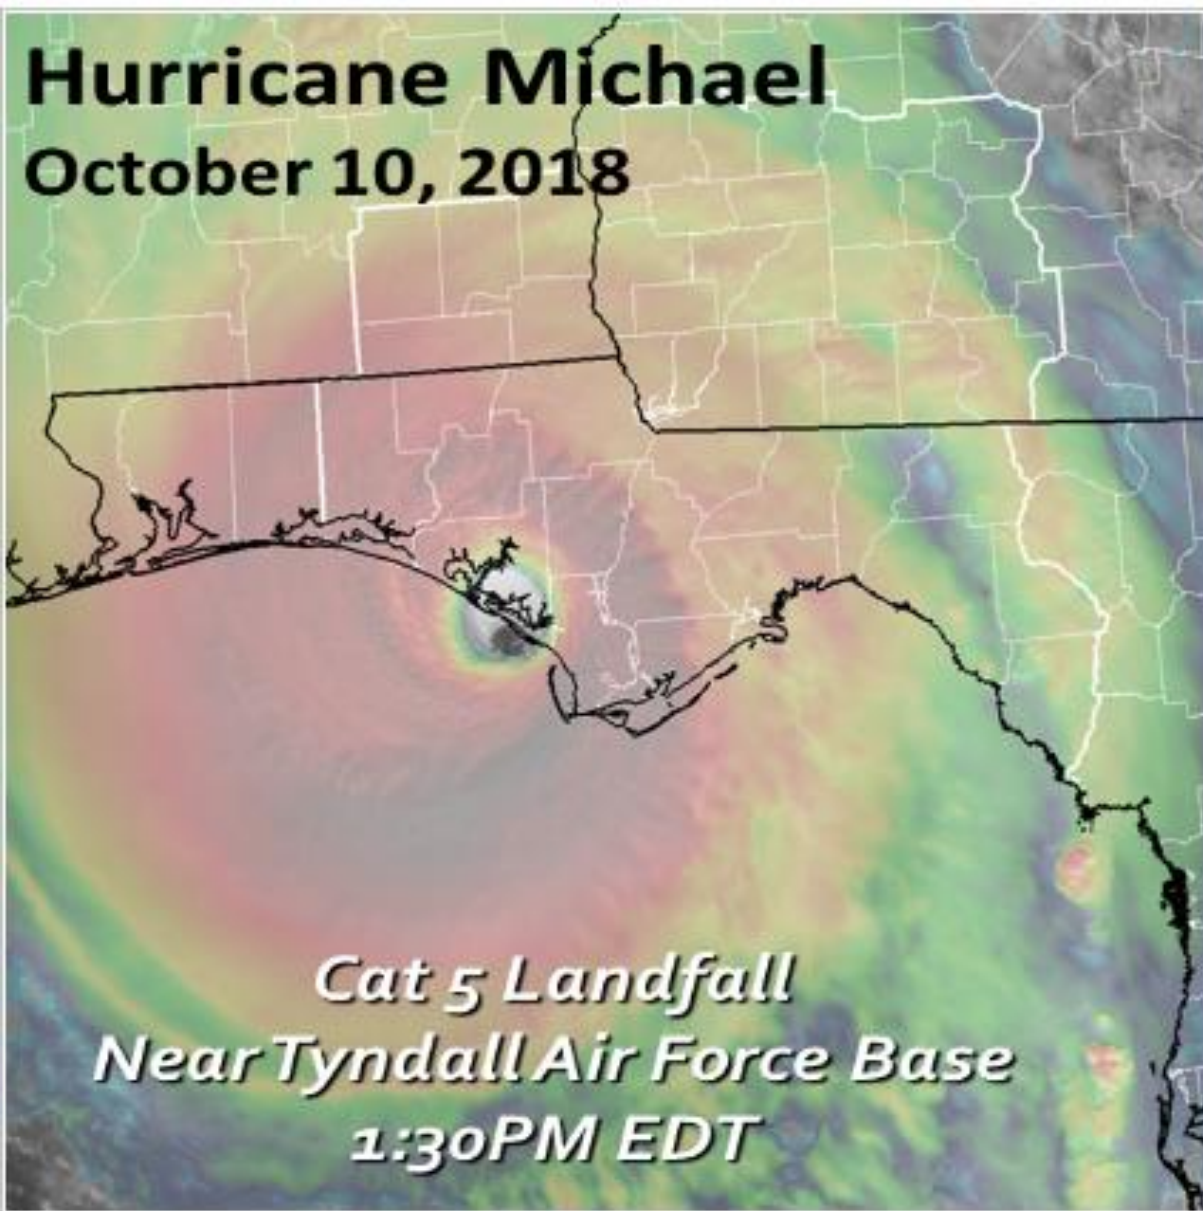 Hurricane Michael
October 10, 2018
Cat 5 Landfall
Near Tyndall Air Force Base
1:30PM EDT